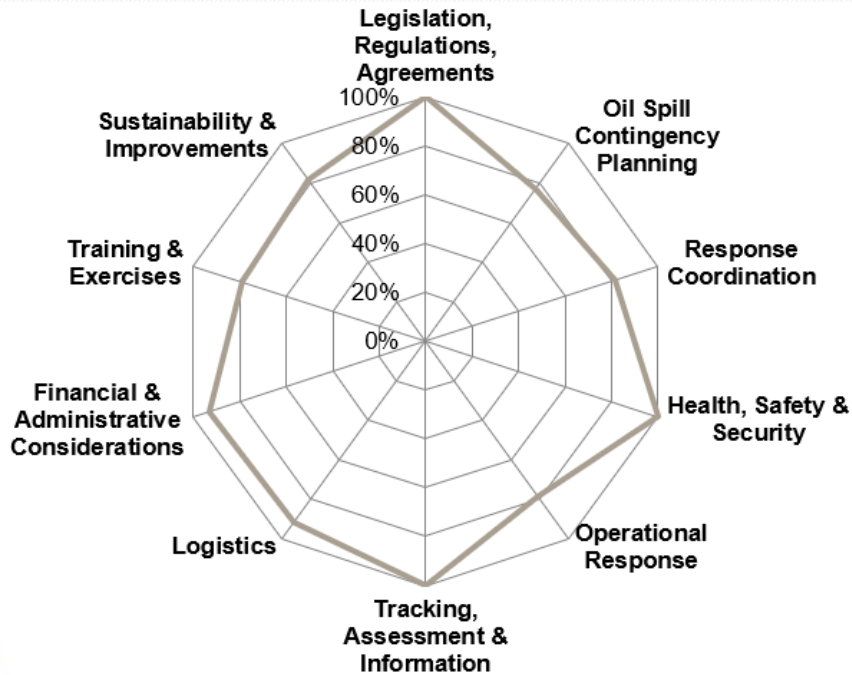 Legislation,
Regulations,
Agreements
Oil Spill
Contingency
Planning
Response
Coordination
Health, Safety &
Security
Operational
Response
Tracking,
Assessment &
Information
Logistics
Financial &
Administrative
Considerations
Training &
Exercises
Sustainability &
Improvements
100%
80%
60%
40%
20%
0%